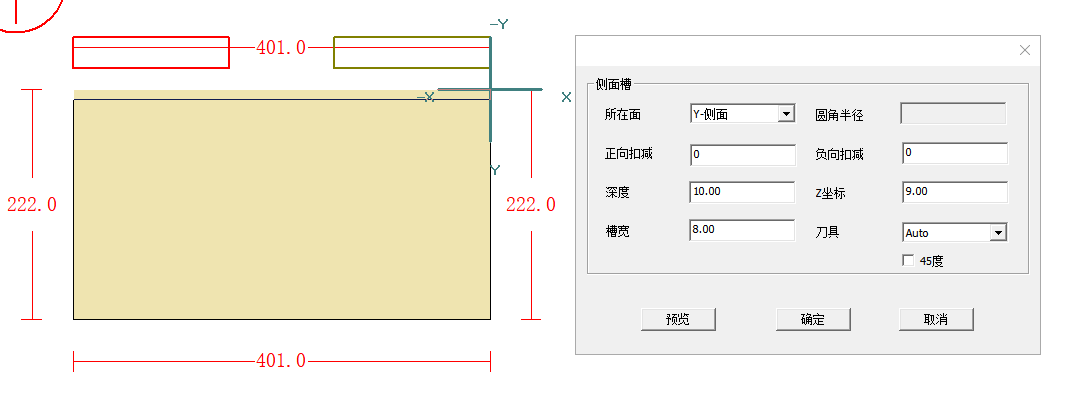 -Y
401.0
-X
X
Y
222.0
222.0
401.0
侧面槽
所在面
Y-侧面
圆角半径
正向扣减
0
负向扣减
0
深度
10.00
Z坐标
9.00
槽宽
8.00
刀具
Auto
45度
预览
确定
取消